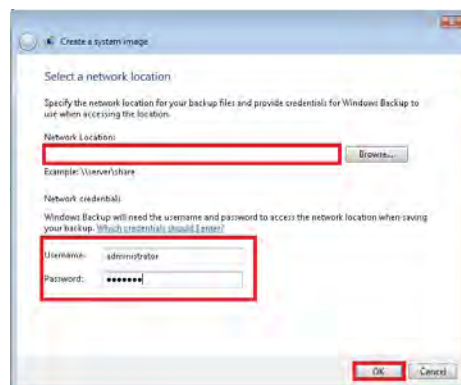 Create a system image
Select a network location
Specify the network location for your backup files and provide credentials for Windows Backup to
use when accessing the location.
Network Location:
Browse...
Example: \\server\share
Network credentials
Windows Backup will need the username and password to access the network location when saving
your backup. Which credentials should I enter?
Username: administrator
Password: •••••••
OK Cancel